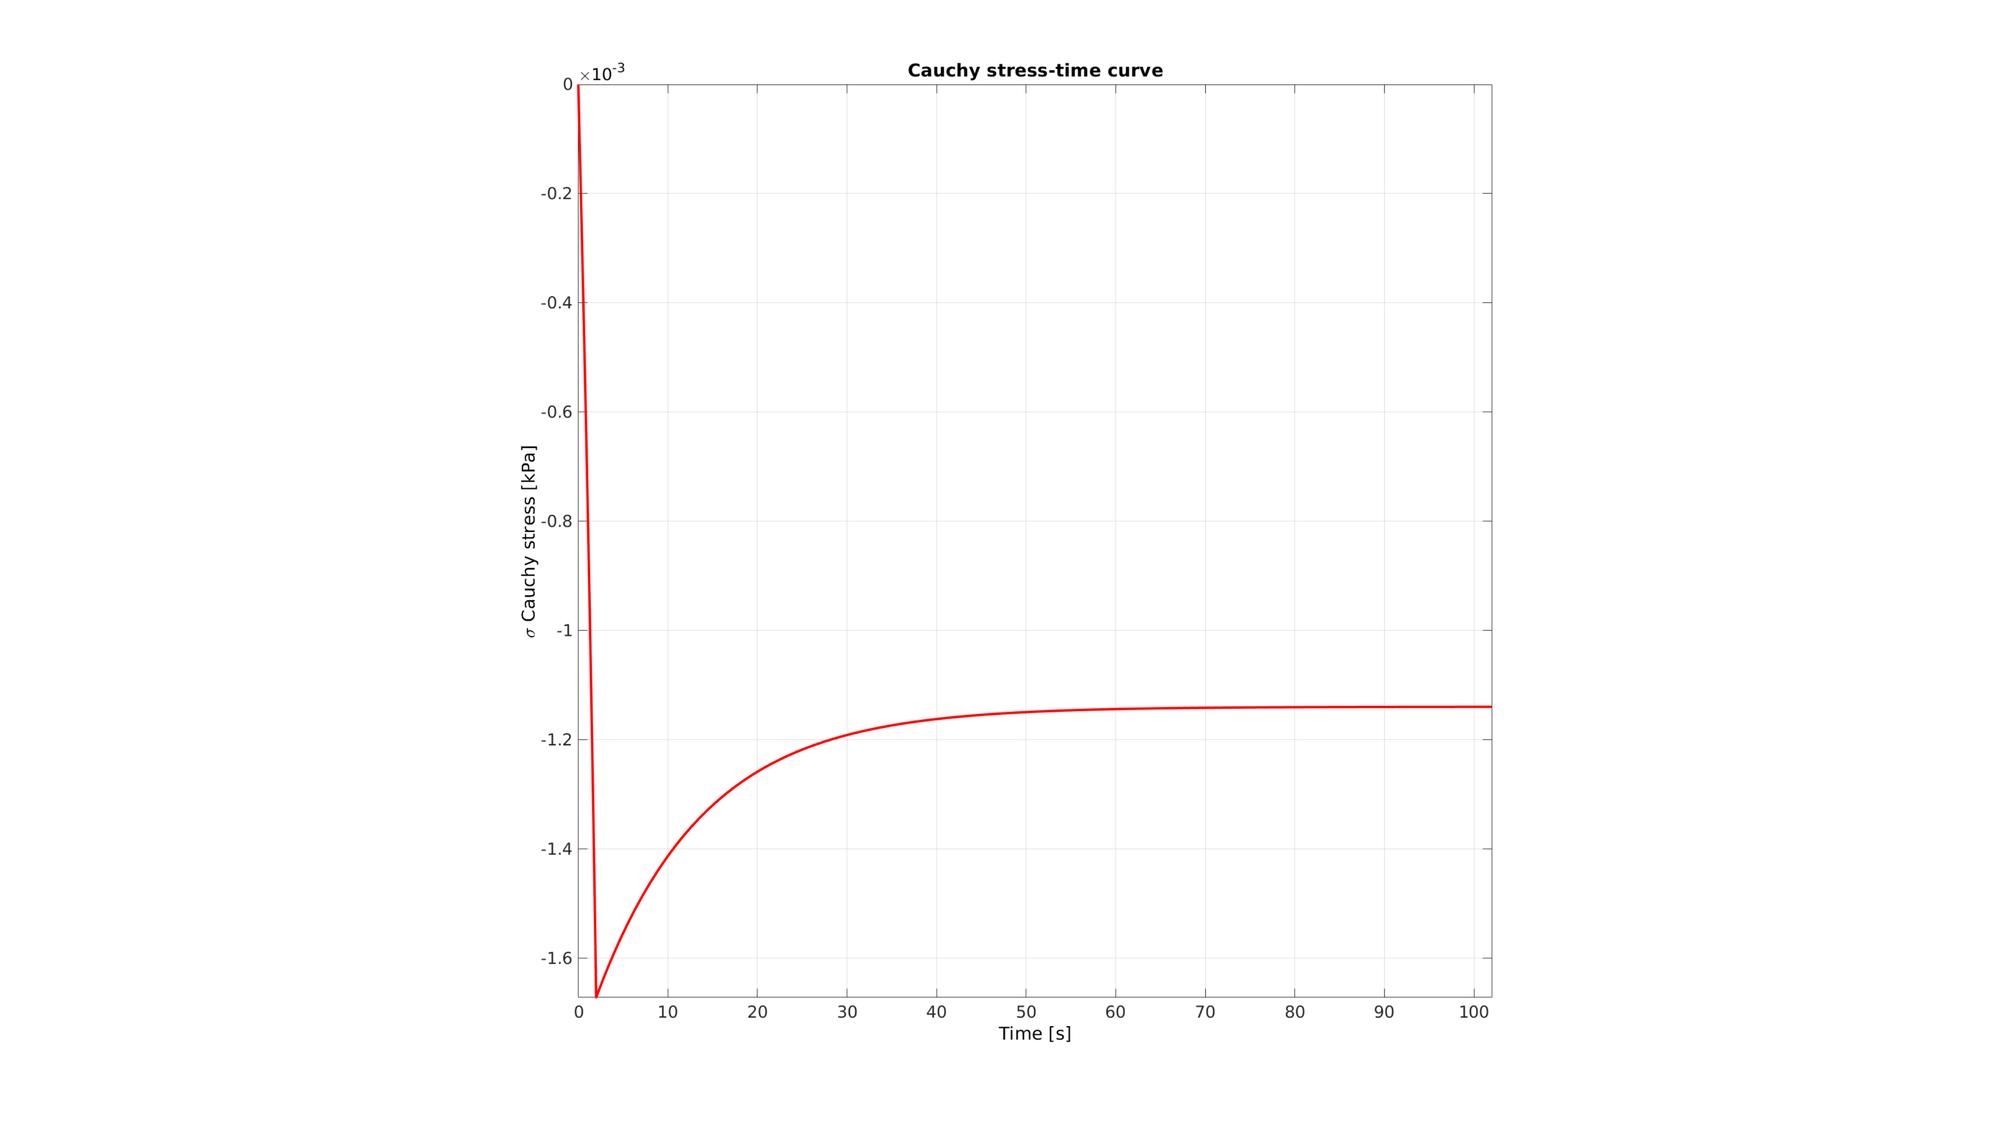 Cauchy stress-time curve
×10-3
0
-0.2
-0.4
-0.6
-0.8
-1
-1.2
-1.4
-1.6
σ Cauchy stress [kPa]
0 10 20 30 40 50 60 70 80 90 100
Time [s]